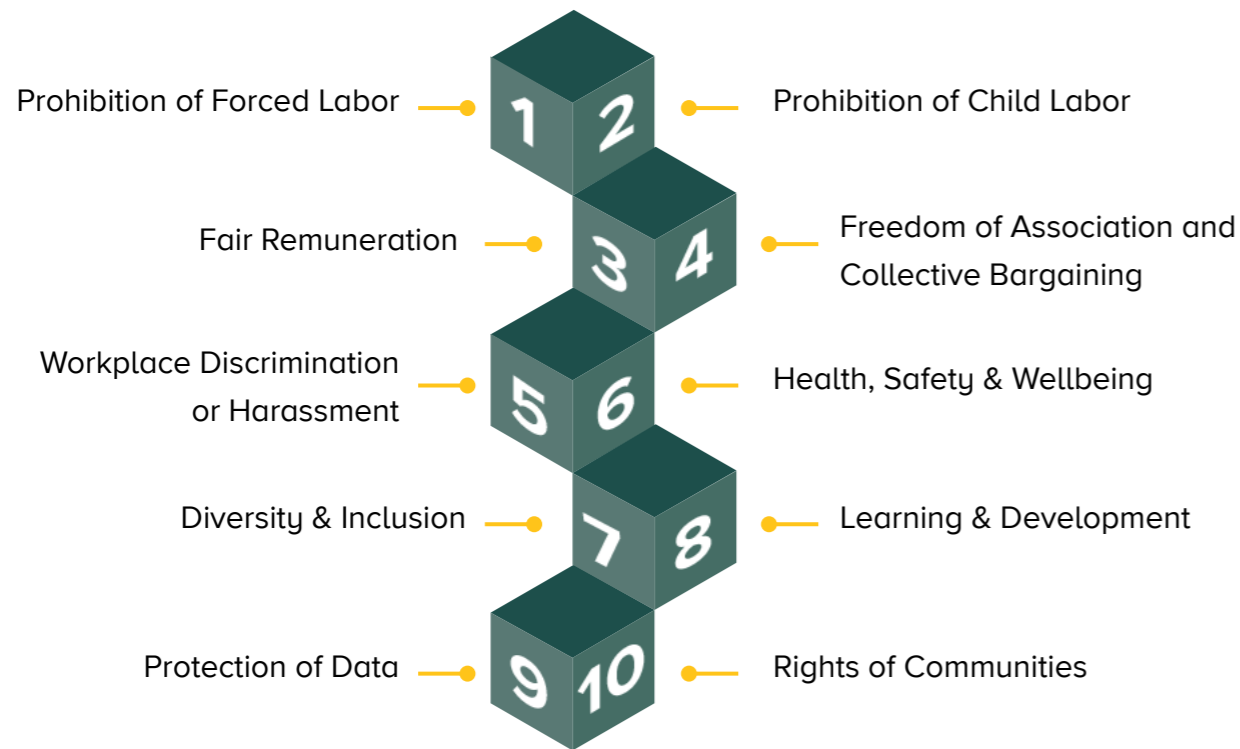 Prohibition of Forced Labor
1
2
Prohibition of Child Labor
Fair Remuneration
3
4
Freedom of Association and
Collective Bargaining
Workplace Discrimination
or Harassment
5
6
Health, Safety & Wellbeing
Diversity & Inclusion
7
8
Learning & Development
Protection of Data
9
10
Rights of Communities